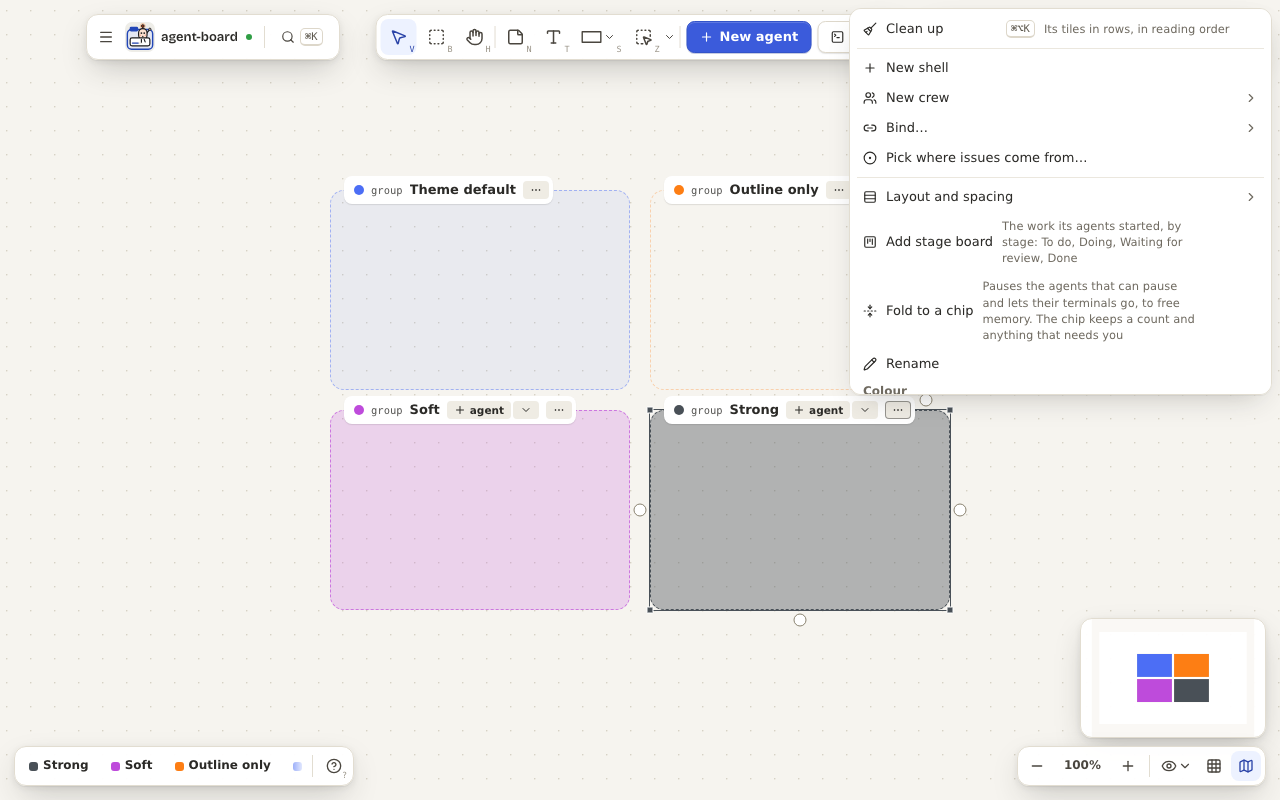 agent-board
⌘K
V
B
H
N
T
S
Z
New agent
Clean up
⌘⌥K
Its tiles in rows, in reading order
New shell
New crew
Bind…
Pick where issues come from…
Layout and spacing
Add stage board
The work its agents started, by
stage: To do, Doing, Waiting for
review, Done
Fold to a chip
Pauses the agents that can pause
and lets their terminals go, to free
memory. The chip keeps a count and
anything that needs you
Rename
Colour
group Theme default
group Outline only
group Soft + agent
group Strong + agent
Strong
Soft
Outline only
?
100%